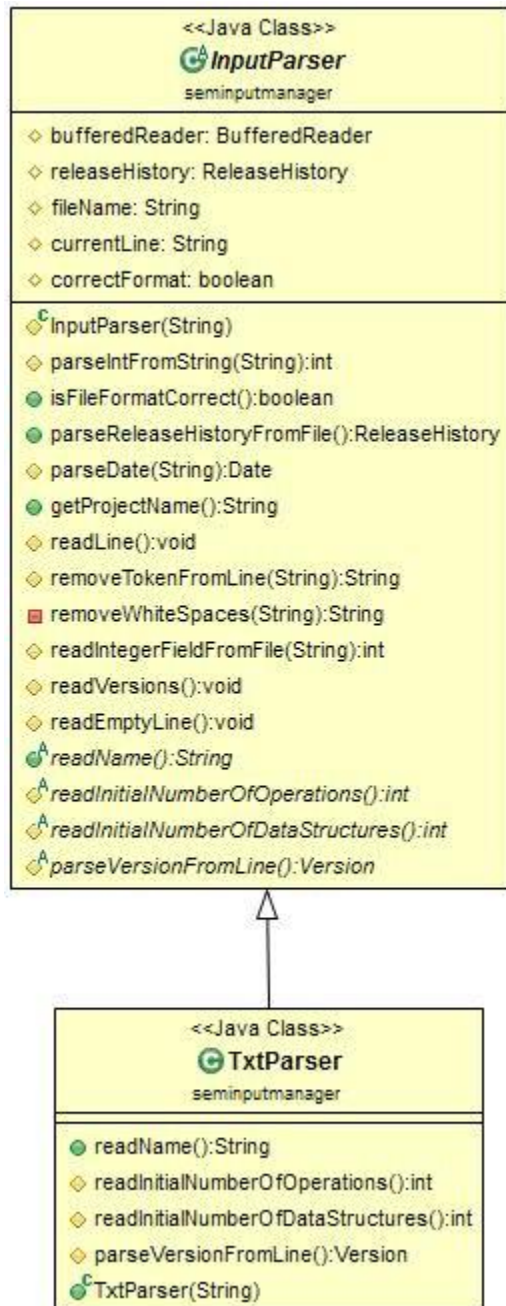 <<Java Class>>
InputParser
seminputmanager
bufferedReader: BufferedReader
releaseHistory: ReleaseHistory
fileName: String
currentLine: String
correctFormat: boolean
InputParser(String)
parseIntFromString(String):int
isFileFormatCorrect():boolean
parseReleaseHistoryFromFile():ReleaseHistory
parseDate(String):Date
getProjectName():String
readLine():void
removeTokenFromLine(String):String
removeWhiteSpaces(String):String
readIntegerFieldFromFile(String):int
readVersions():void
readEmptyLine():void
readName():String
readInitialNumberOfOperations():int
readInitialNumberOfDataStructures():int
parseVersionFromLine():Version
<<Java Class>>
TxtParser
seminputmanager
readName():String
readInitialNumberOfOperations():int
readInitialNumberOfDataStructures():int
parseVersionFromLine():Version
TxtParser(String)